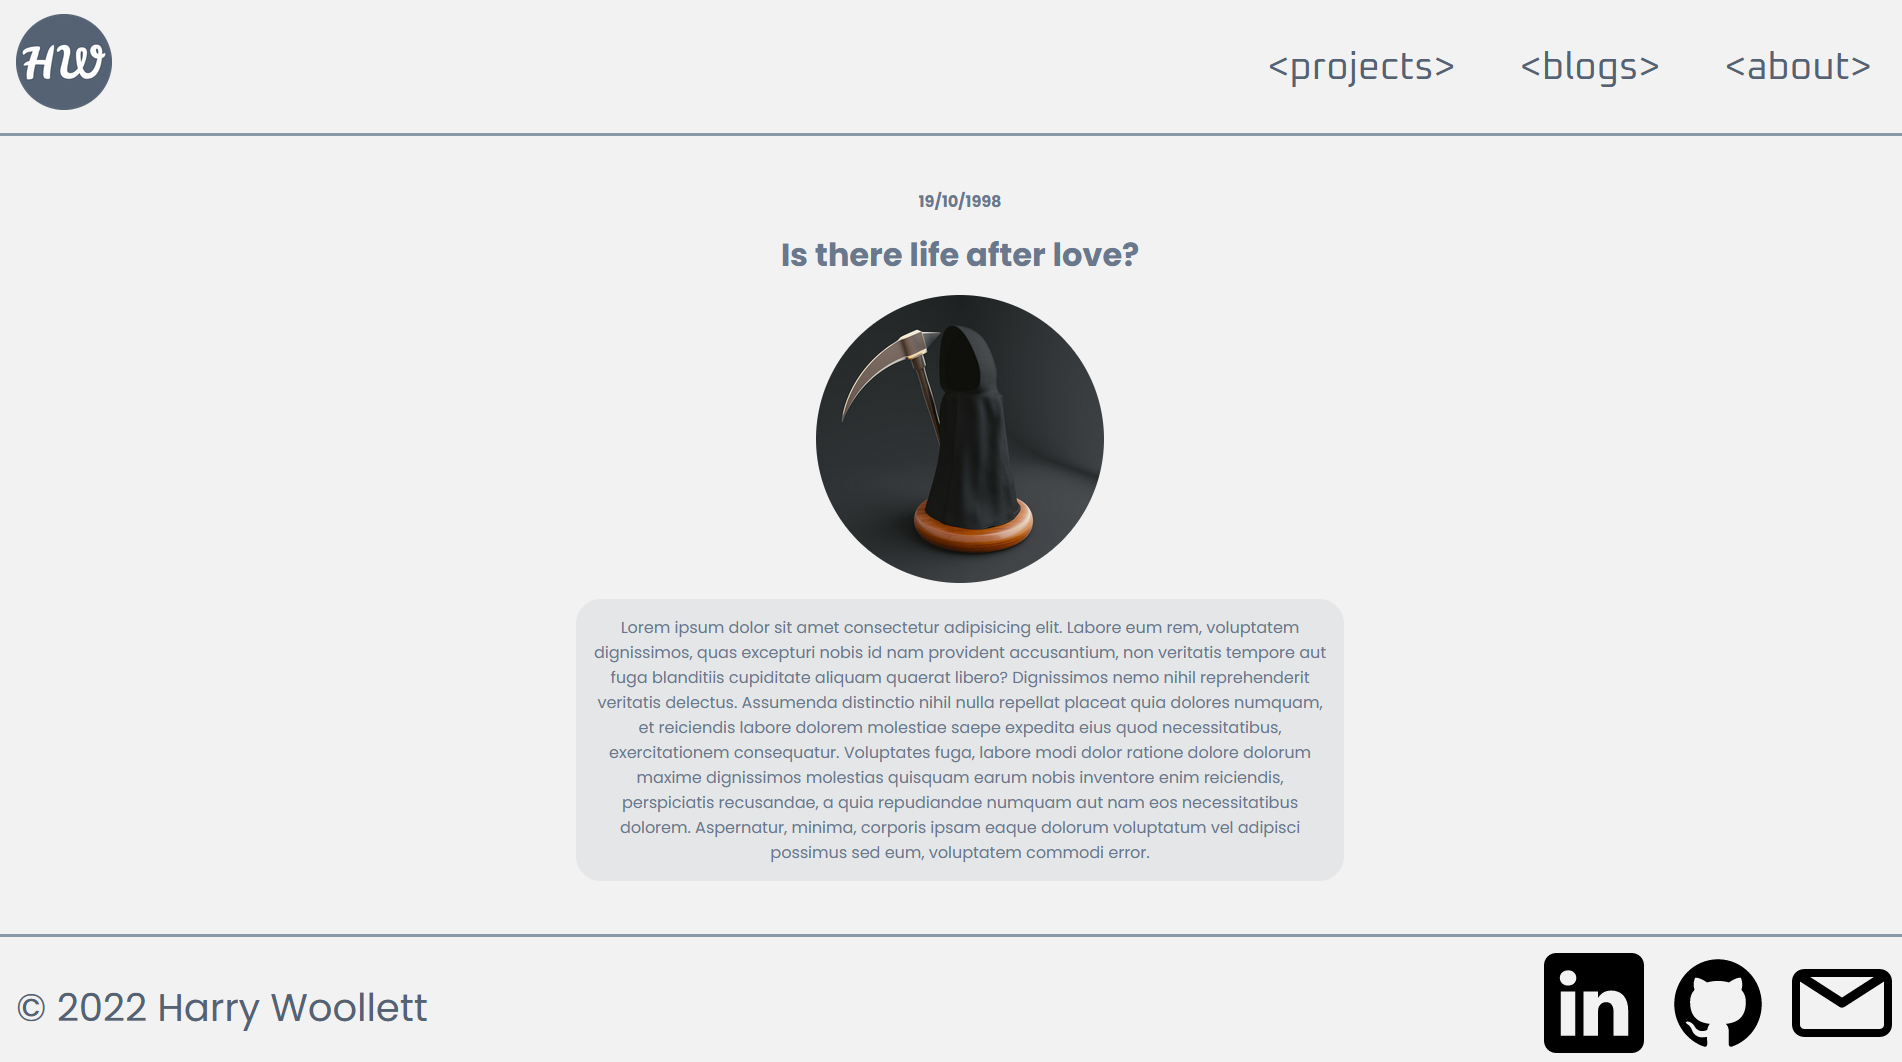 HW
<projects>
<blogs>
<about>
19/10/1998
Is there life after love?
Lorem ipsum dolor sit amet consectetur adipisicing elit. Labore eum rem, voluptatem
dignissimos, quas excepturi nobis id nam provident accusantium, non veritatis tempore aut
fuga blanditiis cupiditate aliquam quaerat libero? Dignissimos nemo nihil reprehenderit
veritatis delectus. Assumenda distinctio nihil nulla repellat placeat quia dolores numquam,
et reiciendis labore dolorem molestiae saepe expedita eius quod necessitatibus,
exercitationem consequatur. Voluptates fuga, labore modi dolor ratione dolore dolorum
maxime dignissimos molestias quisquam earum nobis inventore enim reiciendis,
perspiciatis recusandae, a quia repudiandae numquam aut nam eos necessitatibus
dolorem. Aspernatur, minima, corporis ipsam eaque dolorum voluptatum vel adipisci
possimus sed eum, voluptatem commodi error.
© 2022 Harry Woollett
in